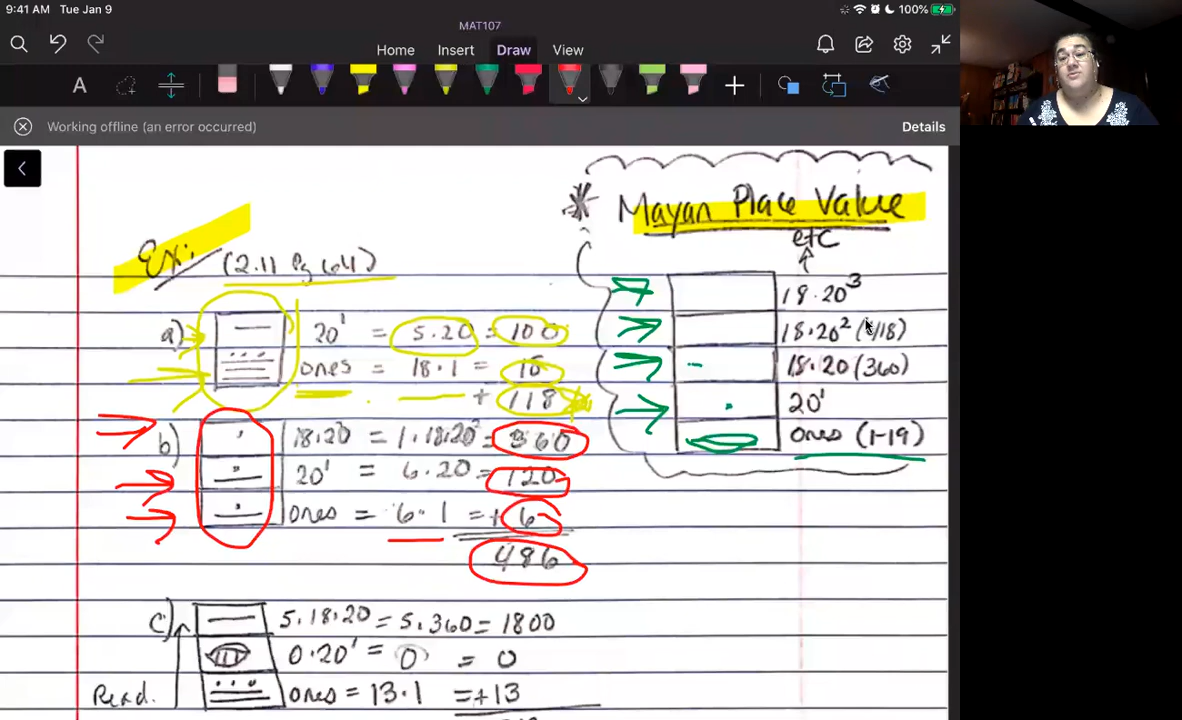 9:41 AM Tue Jan 9
100%
MAT107
Home Insert Draw View
Working offline (an error occurred)
Details
* Mayan Place Value
etc
Ex: (2.11 Pg 64)
18·20³
18·20² (
18·20 (360)
20¹
ones (1-19)
a) 20¹ = 5·20 = 100
ones = 18·1 = 18
+ 118
b) 18·20 = 1·18·20 = 360
20¹ = 6·20 = 120
ones = 6·1 = + 6
486
c) 5·18·20 = 5·360 = 1800
0·20¹ = 0 = 0
Read. ones = 13·1 = +13